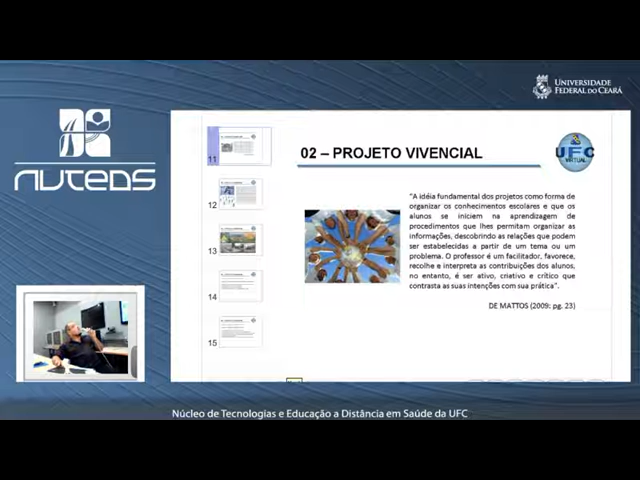 UNIVERSIDADE
FEDERAL DO CEARÁ
NUTEDS
11
12
13
14
15
02 – PROJETO VIVENCIAL
UFC
VIRTUAL
"A idéia fundamental dos projetos como forma de
organizar os conhecimentos escolares e que os
alunos se iniciem na aprendizagem de
procedimentos que lhes permitam organizar as
informações, descobrindo as relações que podem
ser estabelecidas a partir de um tema ou um
problema. O professor é um facilitador, favorece,
recolhe e interpreta as contribuições dos alunos,
no entanto, é ser ativo, criativo e crítico que
contrasta as suas intenções com sua prática".
DE MATTOS (2009: pg. 23)
Núcleo de Tecnologias e Educação a Distância em Saúde da UFC